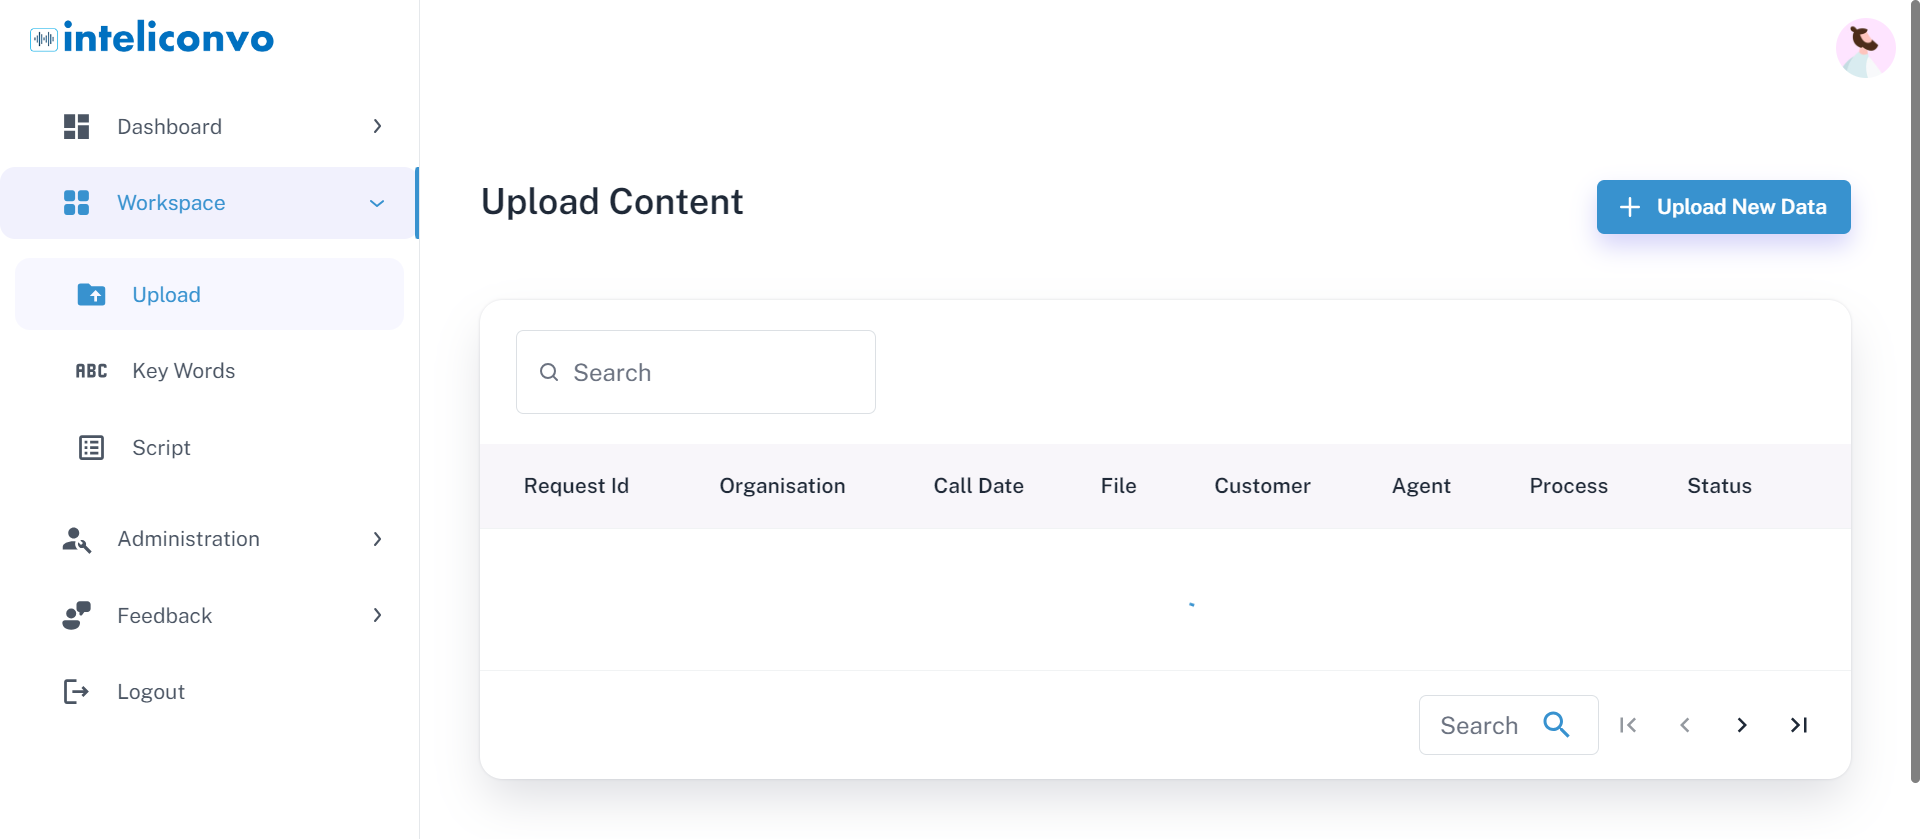 inteliconvo
Dashboard
Workspace
Upload
ABC
Key Words
Script
Administration
Feedback
Logout
Upload Content
Upload New Data
Search
Request Id Organisation Call Date File Customer Agent Process Status
Search